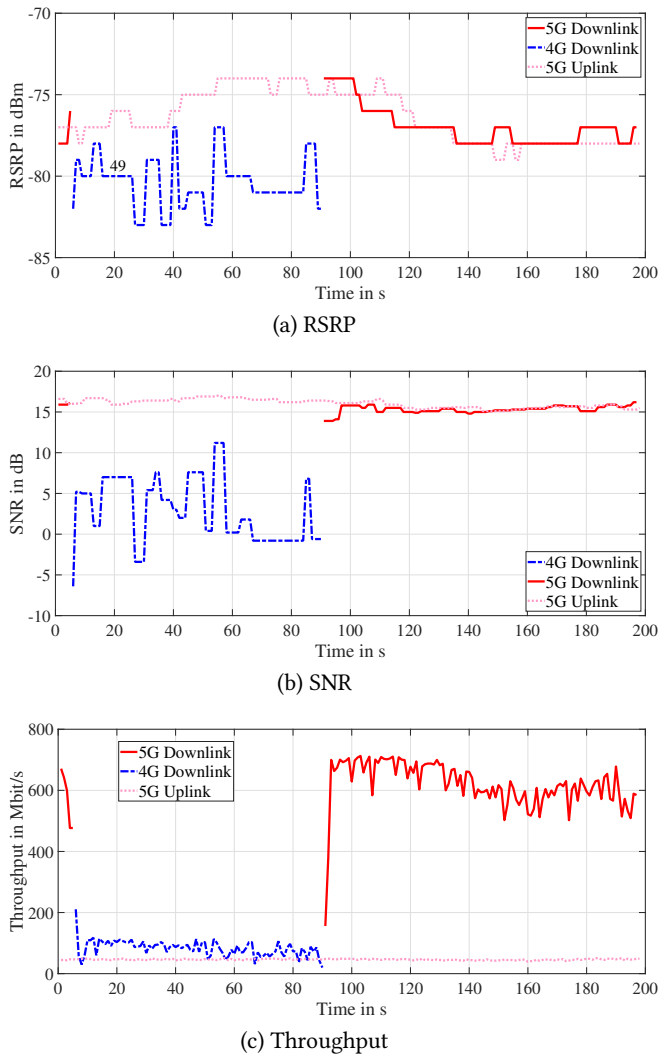 -70
-75
-80
-85
RSRP in dBm
5G Downlink
4G Downlink
5G Uplink
49
0 20 40 60 80 100 120 140 160 180 200
Time in s
(a) RSRP
20
15
10
5
0
-5
-10
SNR in dB
4G Downlink
5G Downlink
5G Uplink
0 20 40 60 80 100 120 140 160 180 200
Time in s
(b) SNR
800
600
400
200
0
Throughput in Mbit/s
5G Downlink
4G Downlink
5G Uplink
0 20 40 60 80 100 120 140 160 180 200
Time in s
(c) Throughput